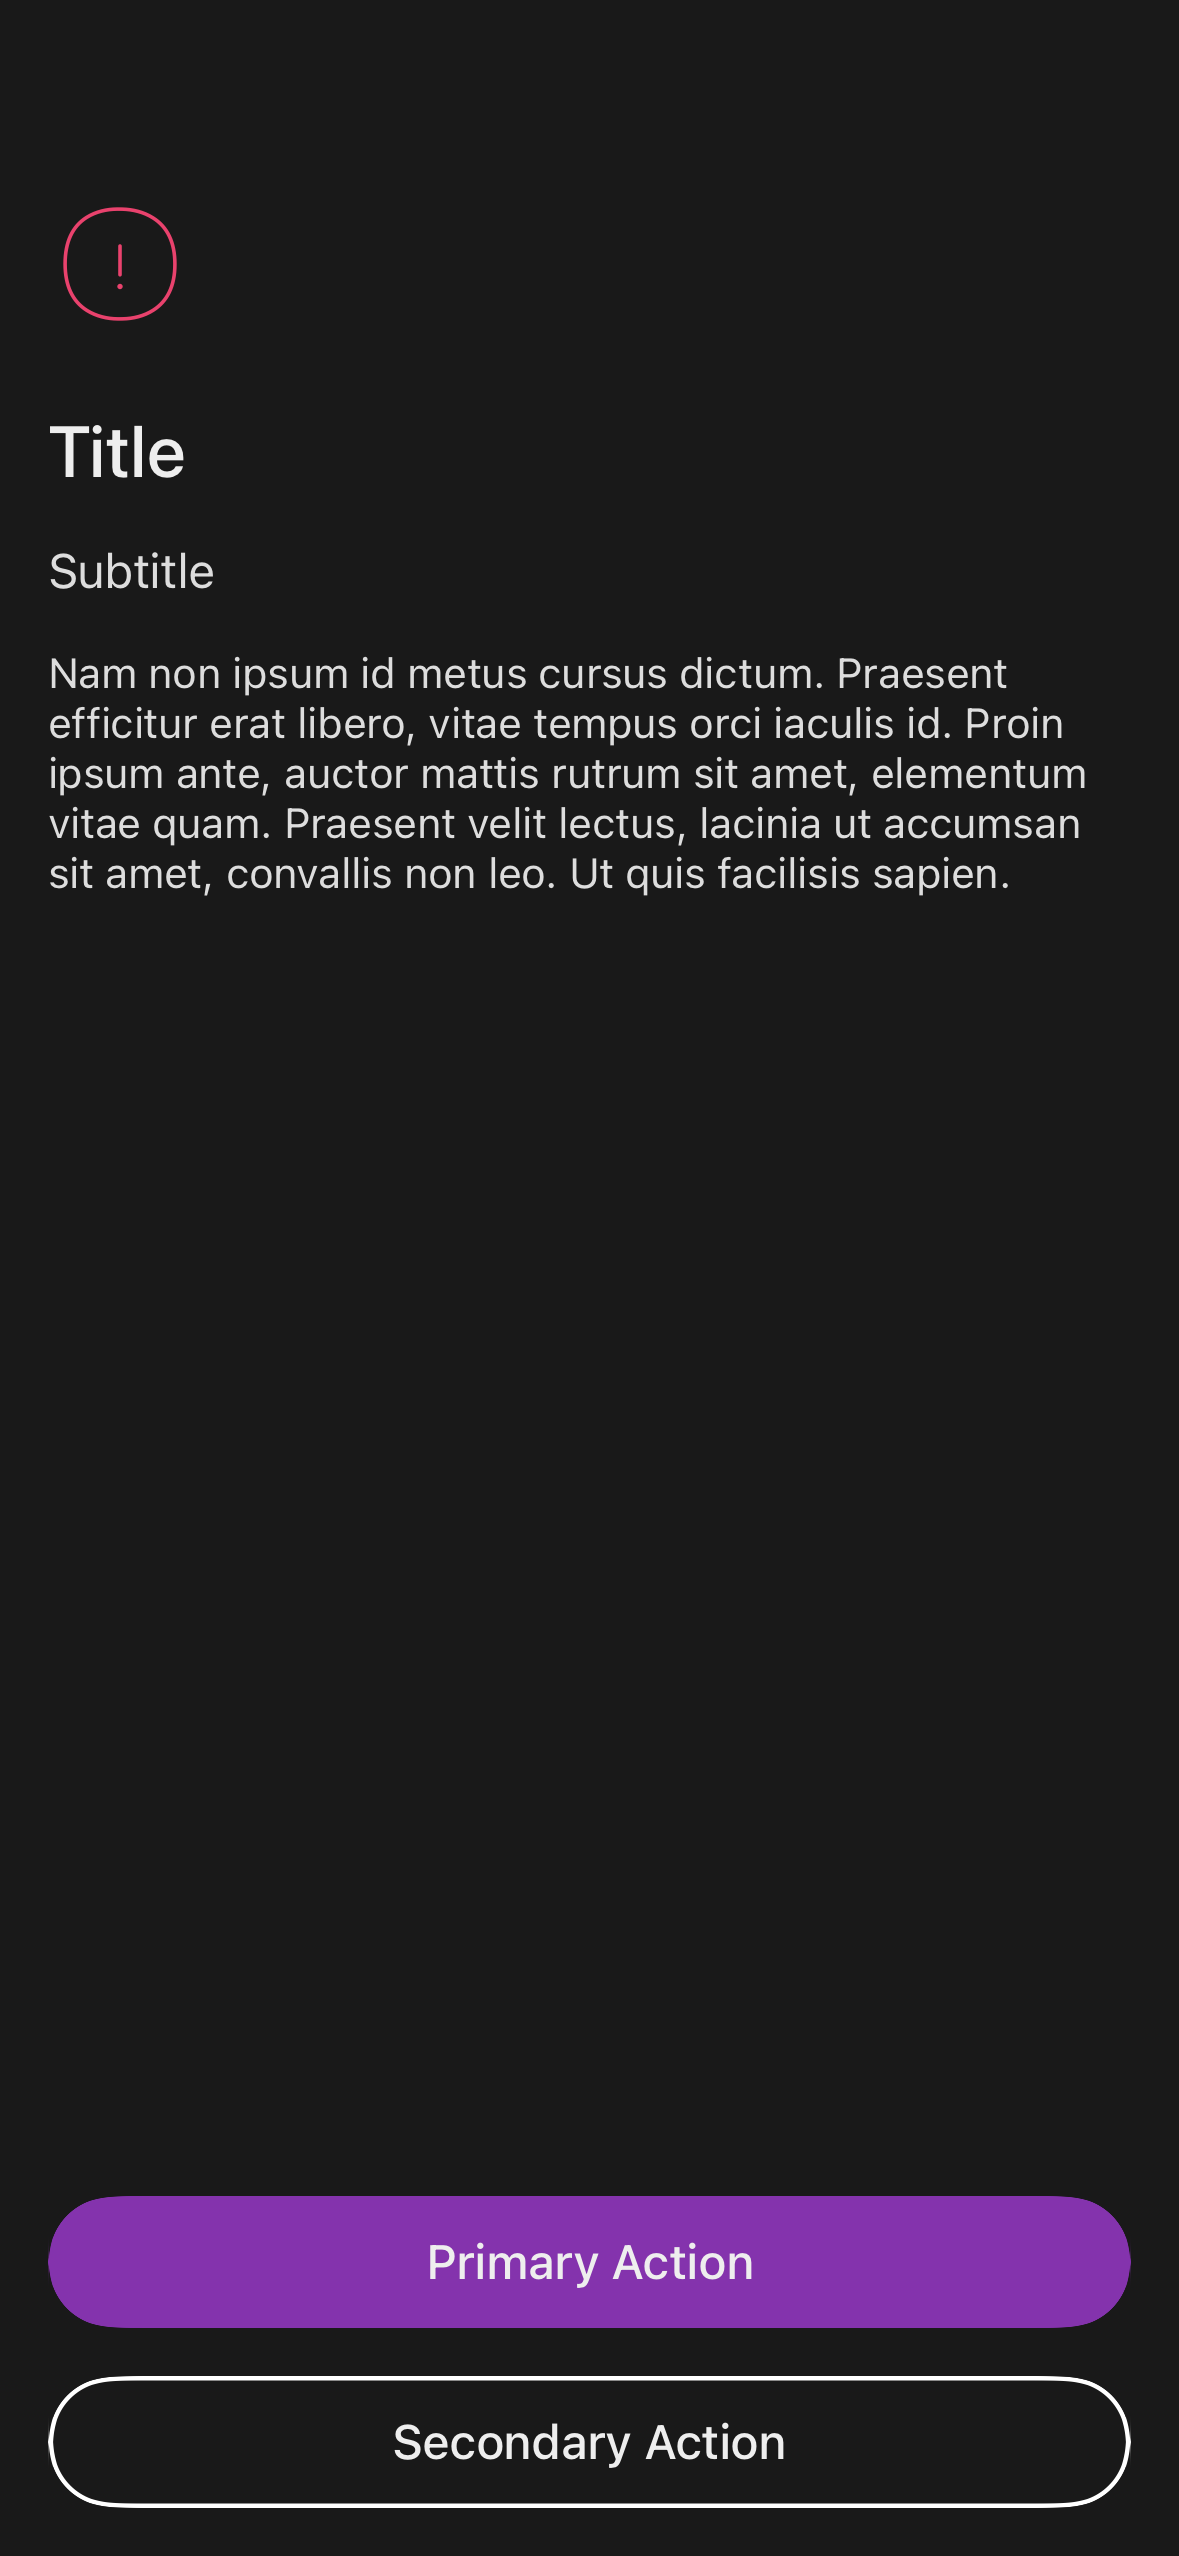 !
Title
Subtitle
Nam non ipsum id metus cursus dictum. Praesent
efficitur erat libero, vitae tempus orci iaculis id. Proin
ipsum ante, auctor mattis rutrum sit amet, elementum
vitae quam. Praesent velit lectus, lacinia ut accumsan
sit amet, convallis non leo. Ut quis facilisis sapien.
Primary Action
Secondary Action